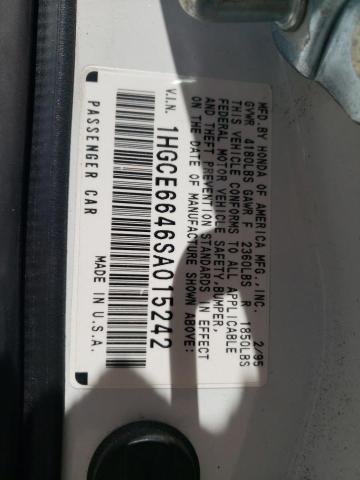 MFD.BY HONDA OF AMERICA MFG.,INC. 2/95
GVWR 4180LBS GAWR F 2360LBS R 1850LBS
THIS VEHICLE CONFORMS TO ALL APPLICABLE
FEDERAL MOTOR VEHICLE SAFETY,BUMPER,
AND THEFT PREVENTION STANDARDS IN EFFECT
ON THE DATE OF MANUFACTURE SHOWN ABOVE:
V.I.N. 1HGCE6646SA015242
PASSENGER CAR MADE IN U.S.A.